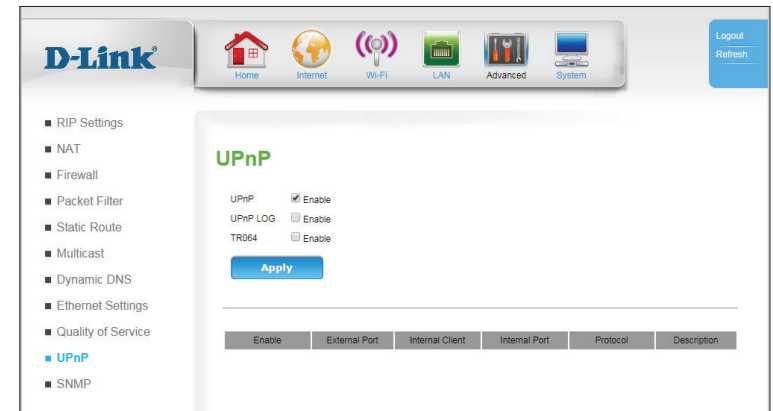 D-Link®
Home Internet Wi-Fi LAN Advanced System
Logout
Refresh
RIP Settings
NAT
Firewall
Packet Filter
Static Route
Multicast
Dynamic DNS
Ethernet Settings
Quality of Service
UPnP
SNMP
UPnP
UPnP Enable
UPnP LOG Enable
TR064 Enable
Apply
Enable External Port Internal Client Internal Port Protocol Description